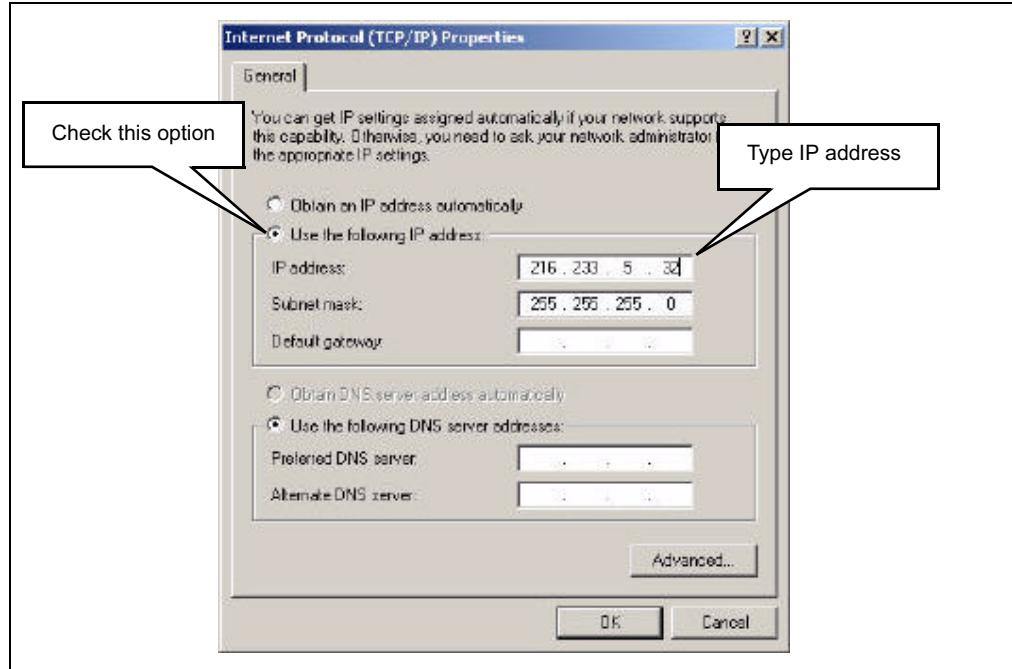 Internet Protocol (TCP/IP) Properties
General
You can get IP settings assigned automatically if your network supports
this capability. Otherwise, you need to ask your network administrator
the appropriate IP settings.
Check this option
Type IP address
Obtain an IP address automatically
Use the following IP address:
IP address: 216 . 233 . 5 . 32
Subnet mask: 255 . 255 . 255 . 0
Default gateway: . . .
Obtain DNS server address automatically
Use the following DNS server addresses:
Preferred DNS server: . . .
Alternate DNS server: . . .
Advanced...
OK Cancel